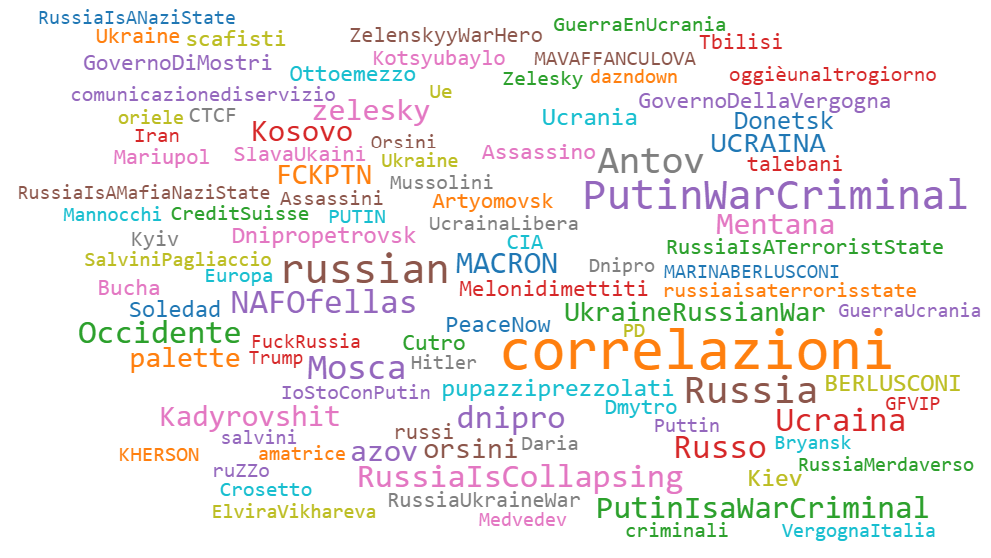 RussiaIsANaziState
GuerraEnUcrania
Ukraine scafisti
ZelenskyyWarHero
Tbilisi
GovernoDiMostri
Kotsyubaylo
MAVAFFANCULOVA
Ottoemezzo
Zelesky
dazndown
oggièunaltrogiorno
comunicazionediservizio
Ue
GovernoDellaVergogna
oriele
CTCF
zelesky
Ucrania
Donetsk
Iran
Kosovo
Orsini
UCRAINA
Mariupol
SlavaUkaini
Ukraine
Assassino
Antov
talebani
FCKPTN
Mussolini
RussiaIsAMafiaNaziState
Assassini
Artyomovsk
PutinWarCriminal
Mannocchi
CreditSuisse
PUTIN
UcrainaLibera
Mentana
Kyiv
Dnipropetrovsk
CIA
RussiaIsATerroristState
SalviniPagliaccio
Europa
russian
MACRON
Dnipro
MARINABERLUSCONI
Bucha
Melonidimettiti
russiaisaterrorisstate
Soledad
NAFOfellas
UkraineRussianWar
GuerraUcrania
Occidente
PeaceNow
PD
FuckRussia
Cutro
correlazioni
palette
Trump
Mosca
Hitler
IoStoConPutin
pupazziprezzolati
Russia
BERLUSCONI
Kadyrovshit
dnipro
Dmytro
GFVIP
Puttin
Ucraina
salvini
russi
KHERSON
amatrice
azov
orsini
Daria
Russo
Bryansk
ruZZo
RussiaIsCollapsing
Kiev
RussiaMerdaverso
Crosetto
RussiaUkraineWar
ElviraVikhareva
Medvedev
PutinIsaWarCriminal
criminali
VergognaItalia